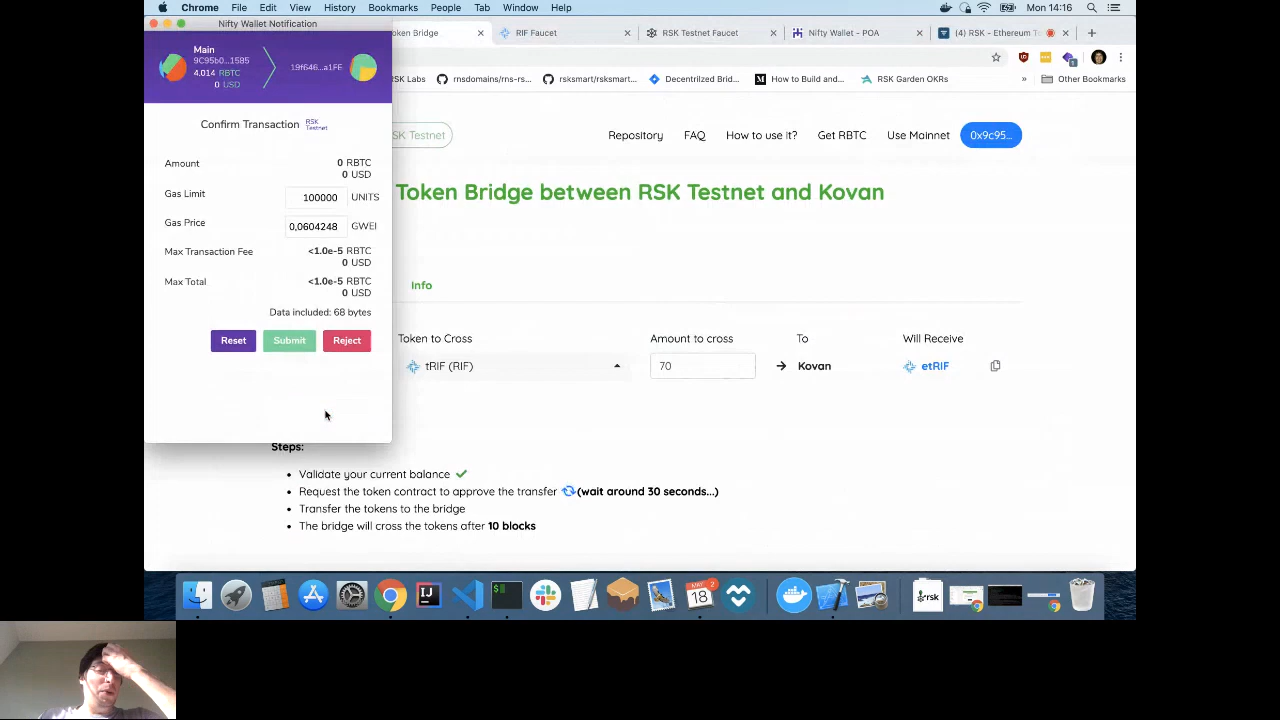 Chrome File Edit View History Bookmarks People Tab Window Help
Mon 14:16
Nifty Wallet Notification
oken Bridge
RIF Faucet
RSK Testnet Faucet
Nifty Wallet - POA
(4) RSK - Ethereum T
SK Labs
rnsdomains/rns-rs...
rsksmart/rsksmart...
Decentrilzed Brid...
How to Build and...
RSK Garden OKRs
»
Other Bookmarks
Main
9C95b0...1585
4.014 RBTC
0 USD
19f646...a1FE
Confirm Transaction
RSK
Testnet
Amount
0 RBTC
0 USD
Gas Limit
100000 UNITS
Gas Price
0,0604248 GWEI
Max Transaction Fee
<1.0e-5 RBTC
0 USD
Max Total
<1.0e-5 RBTC
0 USD
Data included: 68 bytes
Reset Submit Reject
SK Testnet
Repository FAQ How to use it? Get RBTC Use Mainnet 0x9c95...
Token Bridge between RSK Testnet and Kovan
Info
Token to Cross
Amount to cross
To
Will Receive
tRIF (RIF)
70
Kovan
etRIF
Steps:
Validate your current balance
Request the token contract to approve the transfer (wait around 30 seconds...)
Transfer the tokens to the bridge
The bridge will cross the tokens after 10 blocks
MAY
2
18
rsk